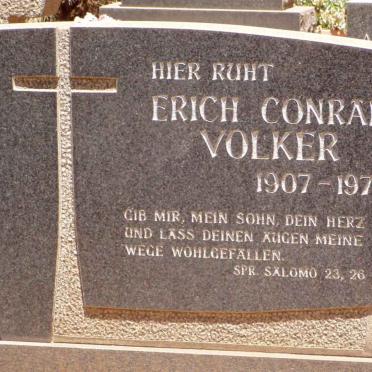 HIER RUHT
ERICH CONRA
VOLKER
1907 - 197
GIB MIR, MEIN SOHN, DEIN HERZ
UND LASS DEINEN AUGEN MEINE
WEGE WOHLGEFALLEN.
SPR. SALOMO 23, 26